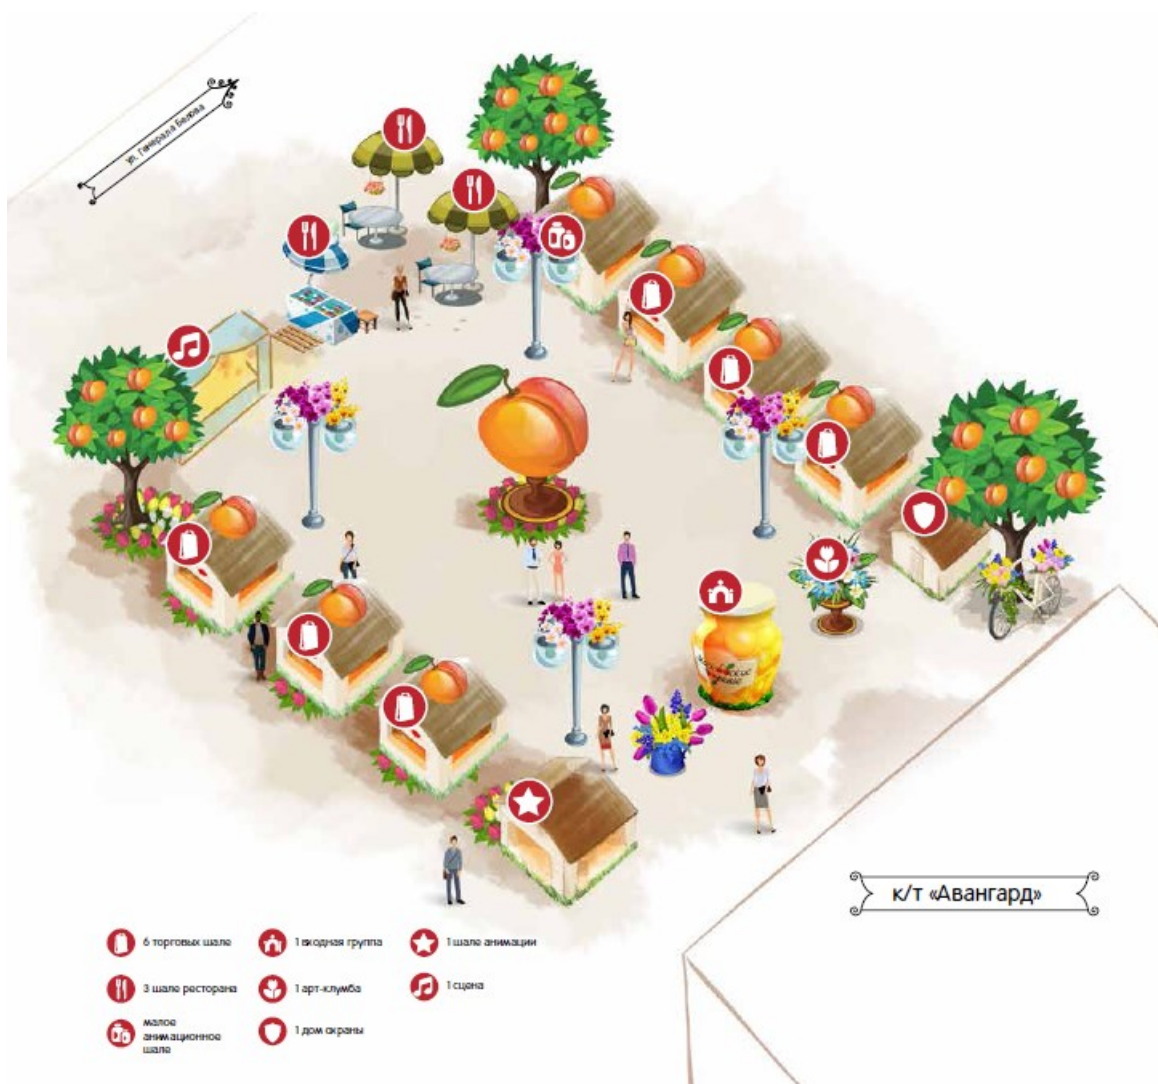 ул. Генерала Белова
к/т «Авангард»
6 торговых шале
3 шале ресторана
малое
анимационное
шале
1 входная группа
1 арт-клумба
1 дом охраны
1 шале анимации
1 сцена